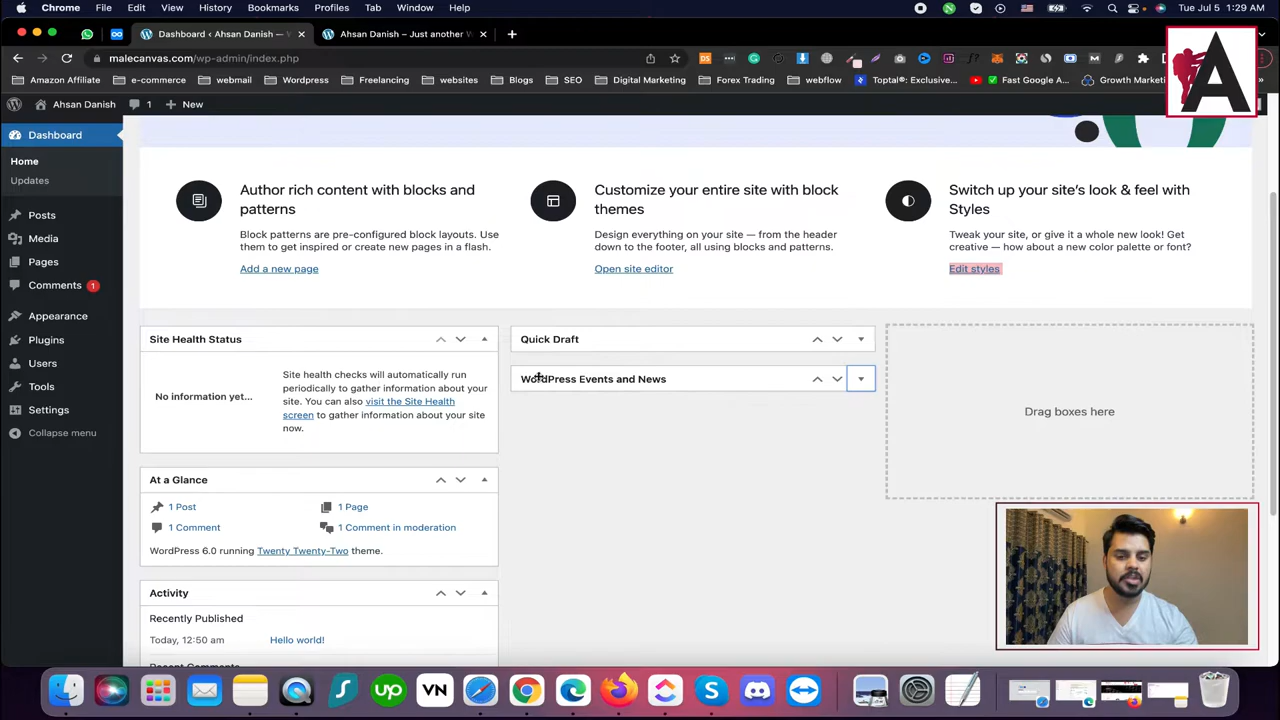 Chrome File Edit View History Bookmarks Profiles Tab Window Help Tue Jul 5 1:29 AM
Dashboard ‹ Ahsan Danish — Ahsan Danish – Just another W
malecanvas.com/wp-admin/index.php
Amazon Affiliate e-commerce webmail Wordpress Freelancing websites Blogs SEO Digital Marketing Forex Trading webflow Toptal®: Exclusive... Fast Google A... Growth Marketin
Ahsan Danish 1 New
Dashboard
Home
Updates
Posts
Media
Pages
Comments 1
Appearance
Plugins
Users
Tools
Settings
Collapse menu
Author rich content with blocks and
patterns
Block patterns are pre-configured block layouts. Use
them to get inspired or create new pages in a flash.
Add a new page
Customize your entire site with block
themes
Design everything on your site — from the header
down to the footer, all using blocks and patterns.
Open site editor
Switch up your site's look & feel with
Styles
Tweak your site, or give it a whole new look! Get
creative — how about a new color palette or font?
Edit styles
Site Health Status
No information yet...
Site health checks will automatically run
periodically to gather information about your
site. You can also visit the Site Health
screen to gather information about your site
now.
At a Glance
1 Post 1 Page
1 Comment 1 Comment in moderation
WordPress 6.0 running Twenty Twenty-Two theme.
Activity
Recently Published
Today, 12:50 am Hello world!
Recent Comments
Quick Draft
WordPress Events and News
Drag boxes here
A
up
VN